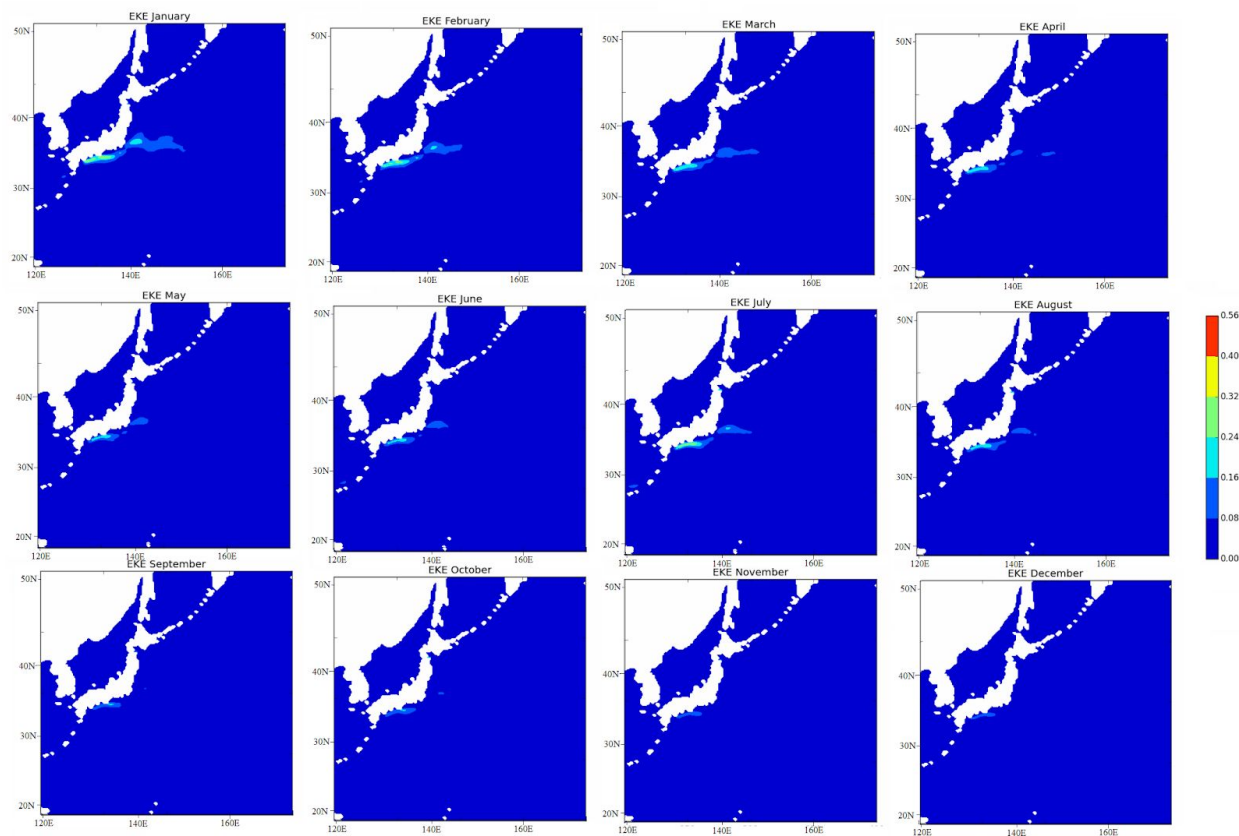 EKE January
50N
40N
30N
20N
120E 140E 160E
EKE February
50N
40N
30N
20N
120E 140E 160E
EKE March
50N
40N
30N
20N
120E 140E 160E
EKE April
50N
40N
30N
20N
120E 140E 160E
EKE May
50N
40N
30N
20N
120E 140E 160E
EKE June
50N
40N
30N
20N
120E 140E 160E
EKE July
50N
40N
30N
20N
120E 140E 160E
EKE August
50N
40N
30N
20N
120E 140E 160E
0.56
0.40
0.32
0.24
0.16
0.08
0.00
EKE September
50N
40N
30N
20N
120E 140E 160E
EKE October
50N
40N
30N
20N
120E 140E 160E
EKE November
50N
40N
30N
20N
120E 140E 160E
EKE December
50N
40N
30N
20N
120E 140E 160E